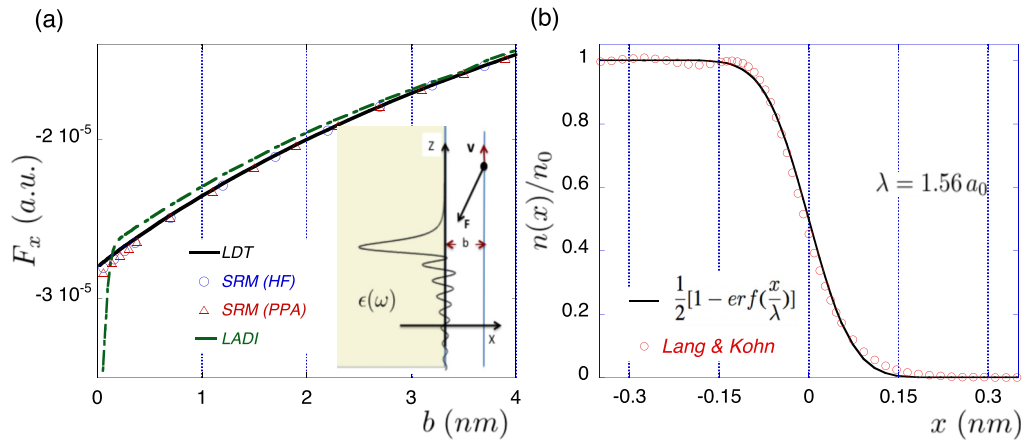 (a)
F_x (a.u.)
-2 10^-5
-3 10^-5
0
1
2
3
4
b (nm)
LDT
SRM (HF)
SRM (PPA)
LADI
Z
V
F
b
ϵ(ω)
X
(b)
n(x)/n_0
1
0.8
0.6
0.4
0.2
0
-0.3
-0.15
0
0.15
0.3
x (nm)
λ = 1.56 a_0
1/2[1 - erf(x/λ)]
Lang & Kohn